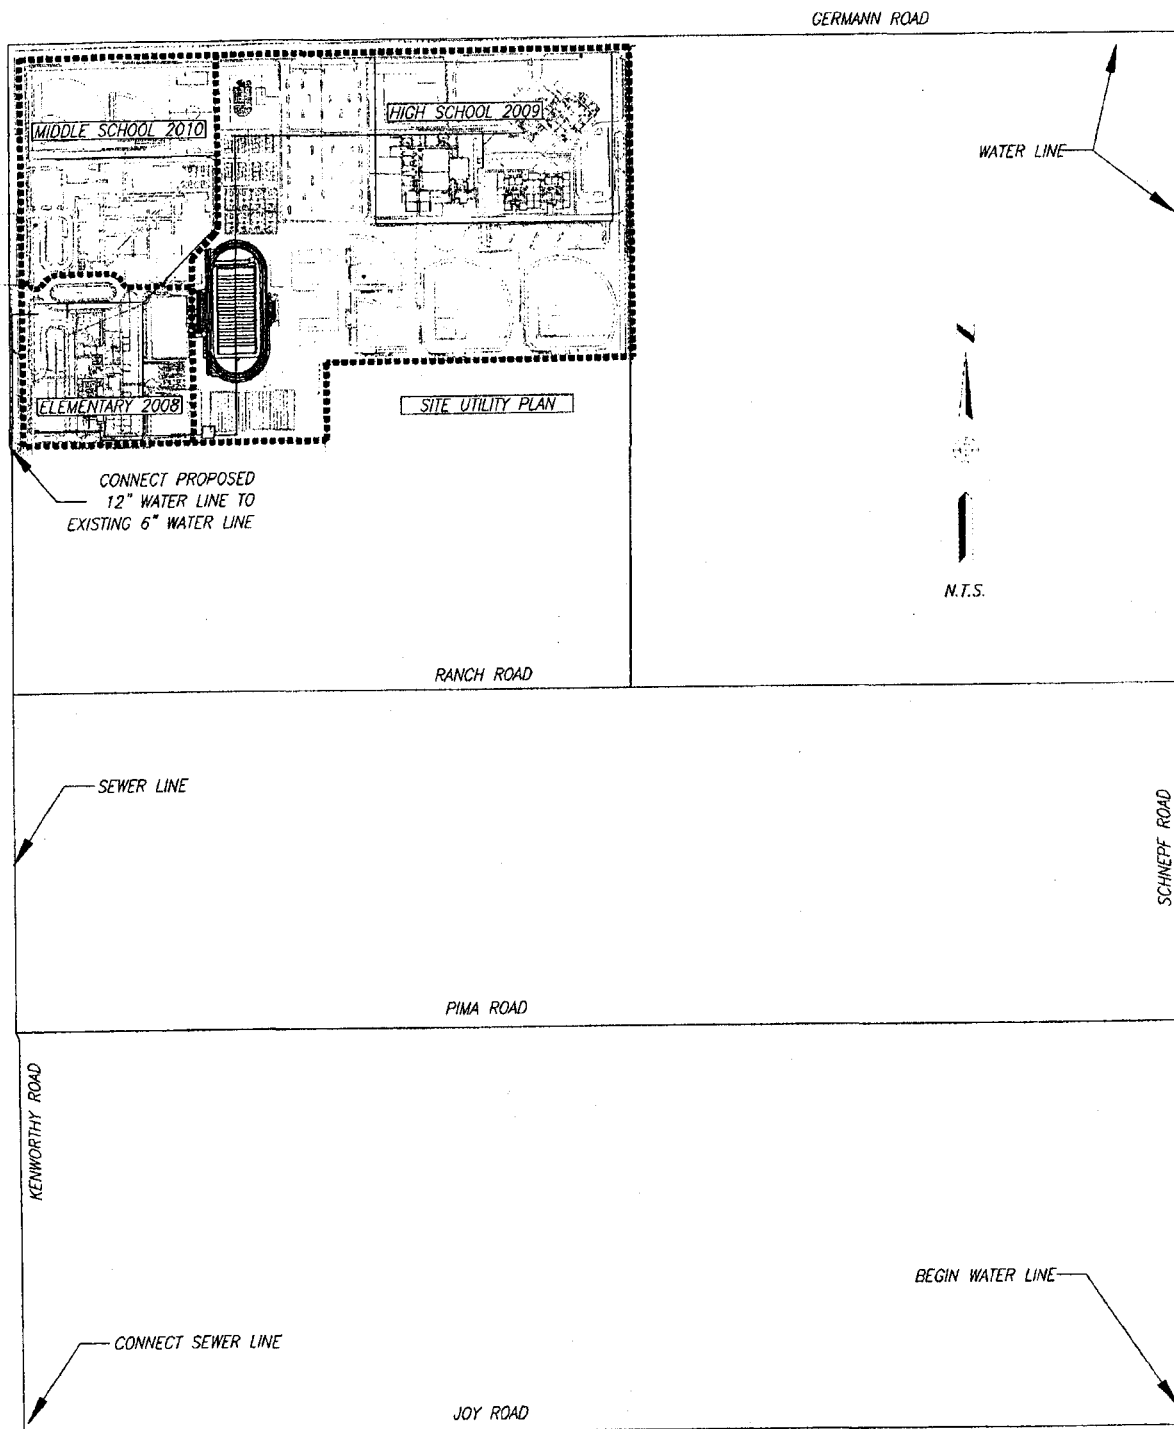 GERMANN ROAD
HIGH SCHOOL 2009
MIDDLE SCHOOL 2010
WATER LINE
ELEMENTARY 2008
SITE UTILITY PLAN
CONNECT PROPOSED
12" WATER LINE TO
EXISTING 6" WATER LINE
N.T.S.
RANCH ROAD
SEWER LINE
SCHNEPF ROAD
PIMA ROAD
KENWORTHY ROAD
BEGIN WATER LINE
CONNECT SEWER LINE
JOY ROAD